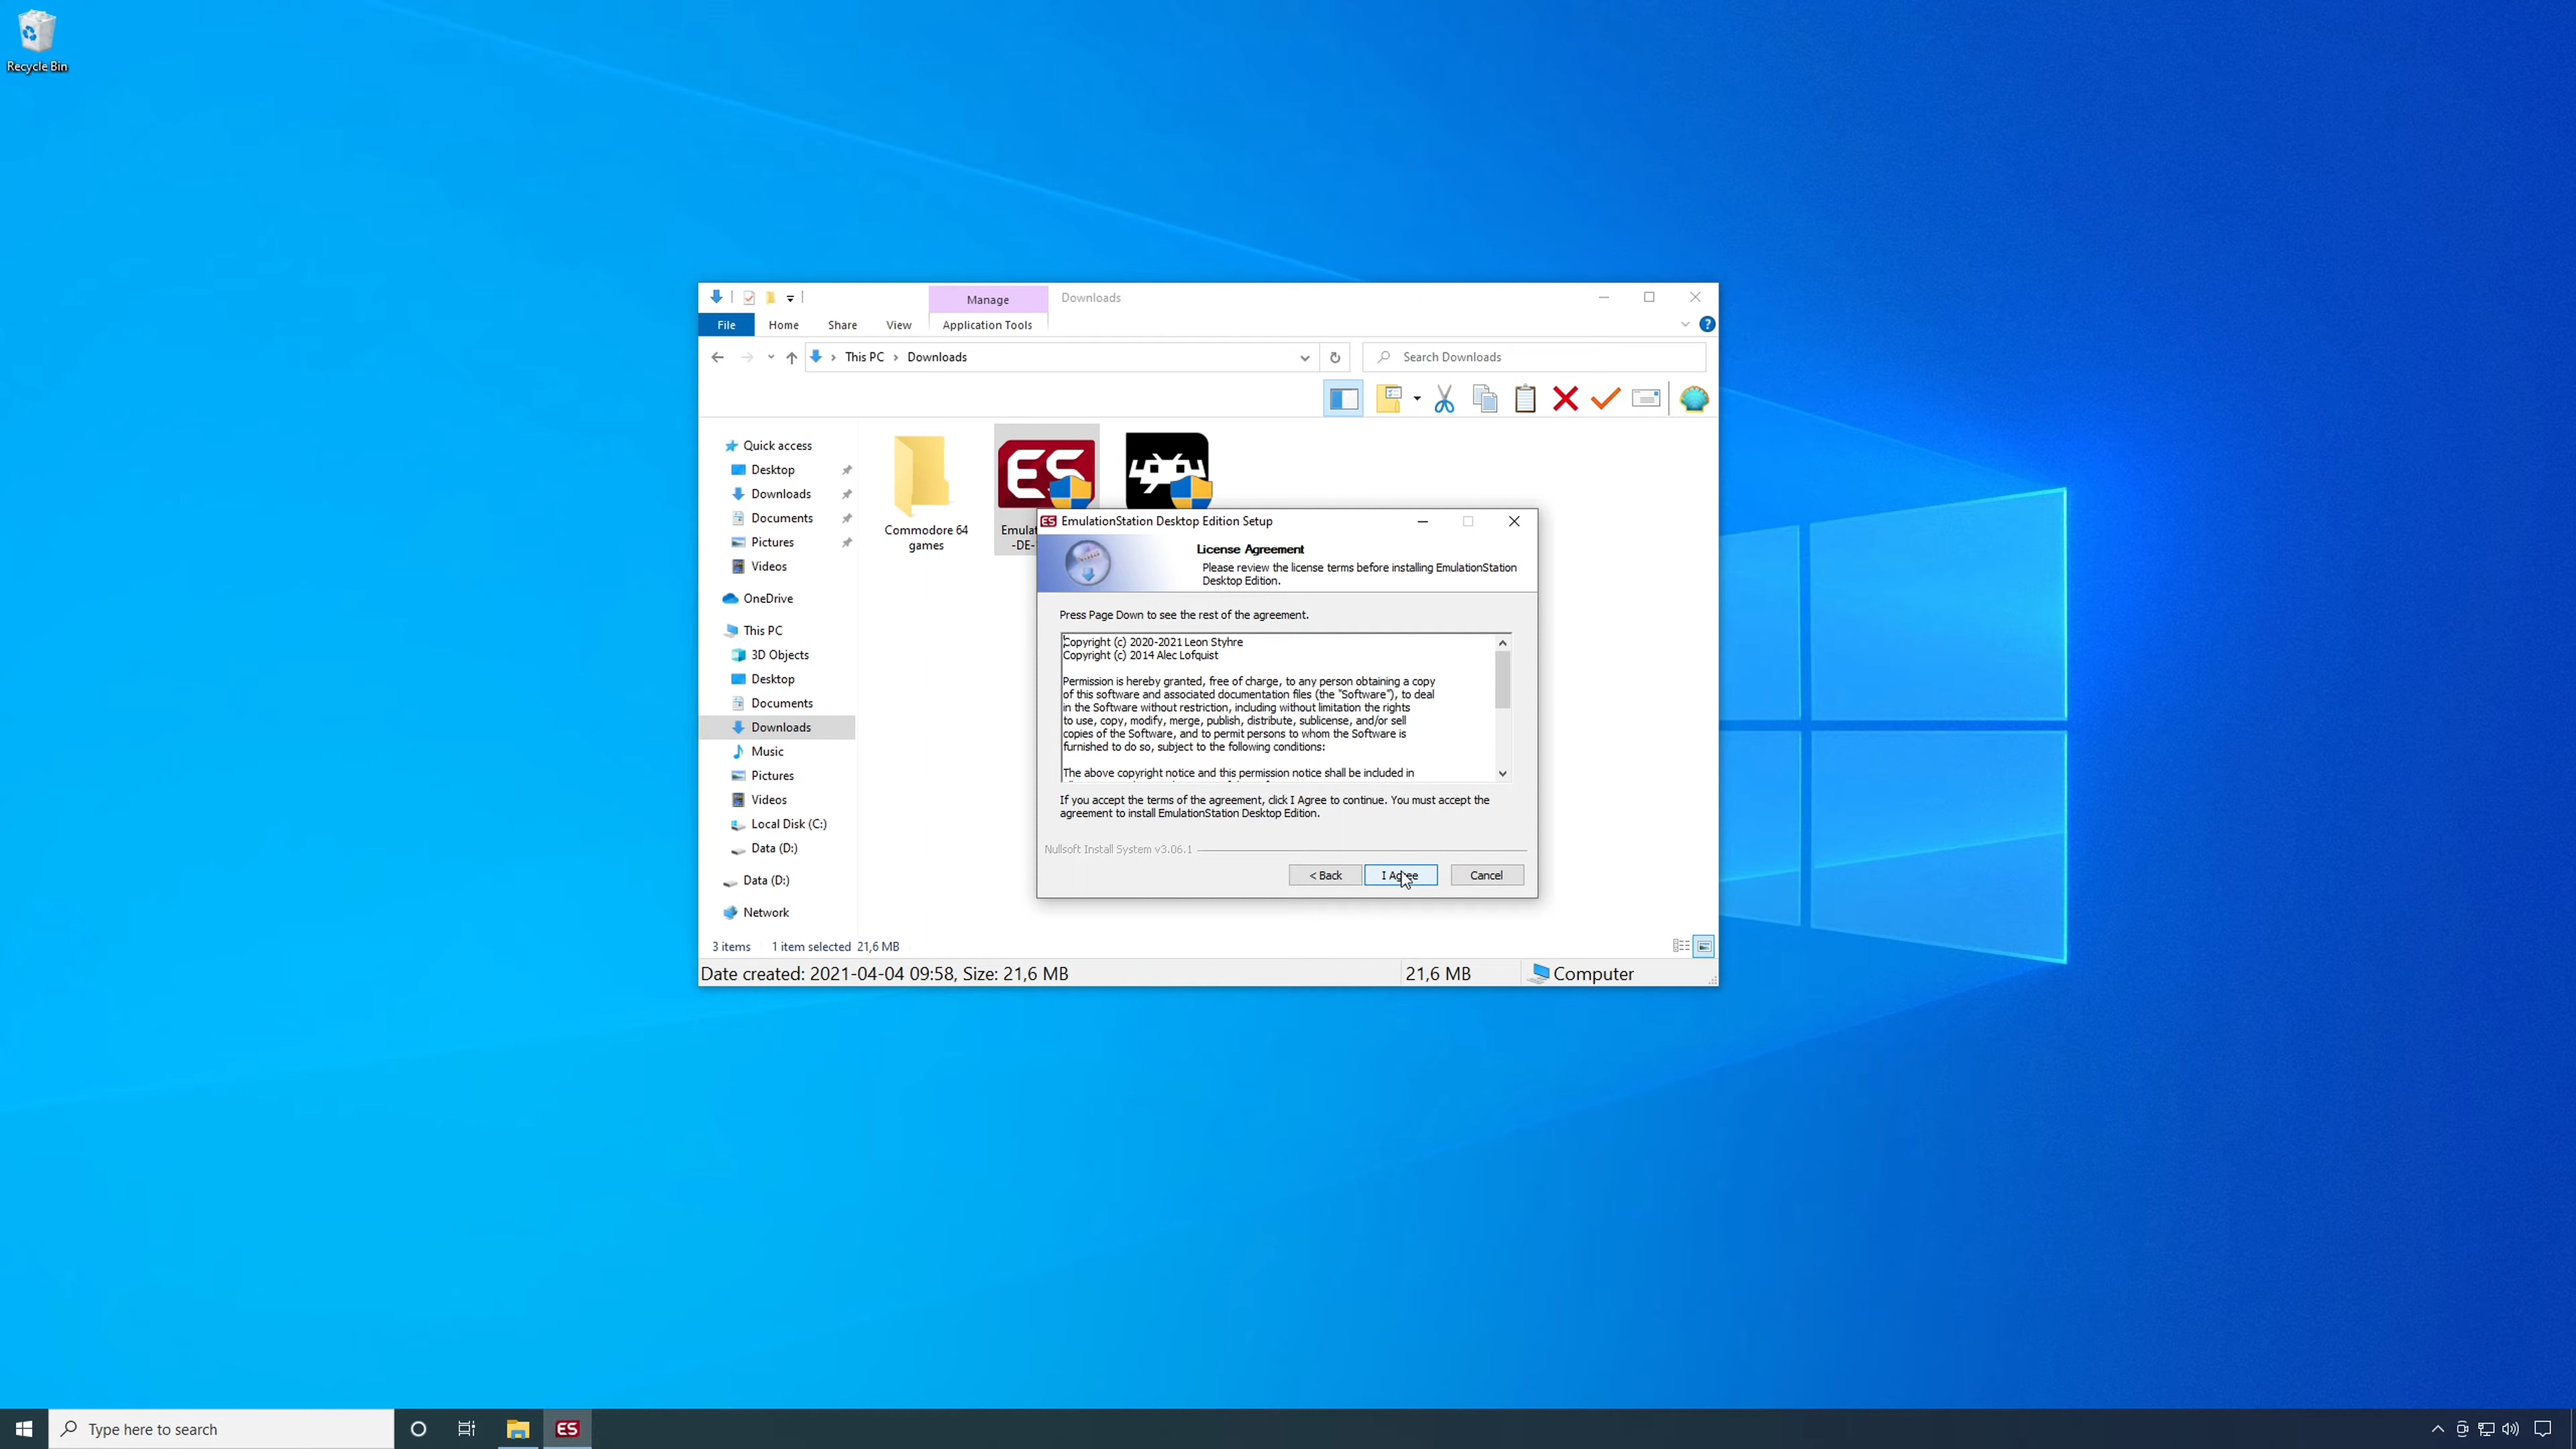 Recycle Bin
Manage
Downloads
File
Home
Share
View
Application Tools
This PC
Downloads
Search Downloads
Quick access
Desktop
Downloads
Documents
Pictures
Videos
OneDrive
This PC
3D Objects
Desktop
Documents
Downloads
Music
Pictures
Videos
Local Disk (C:)
Data (D:)
Data (D:)
Network
Commodore 64
games
ES
Emulat
-DE-
ES EmulationStation Desktop Edition Setup
License Agreement
Please review the license terms before installing EmulationStation
Desktop Edition.
Press Page Down to see the rest of the agreement.
Copyright (c) 2020-2021 Leon Styhre
Copyright (c) 2014 Alec Lofquist
Permission is hereby granted, free of charge, to any person obtaining a copy
of this software and associated documentation files (the "Software"), to deal
in the Software without restriction, including without limitation the rights
to use, copy, modify, merge, publish, distribute, sublicense, and/or sell
copies of the Software, and to permit persons to whom the Software is
furnished to do so, subject to the following conditions:
The above copyright notice and this permission notice shall be included in
If you accept the terms of the agreement, click I Agree to continue. You must accept the
agreement to install EmulationStation Desktop Edition.
Nullsoft Install System v3.06.1
< Back
I Agree
Cancel
3 items
1 item selected 21,6 MB
Date created: 2021-04-04 09:58, Size: 21,6 MB
21,6 MB
Computer
Type here to search
ES